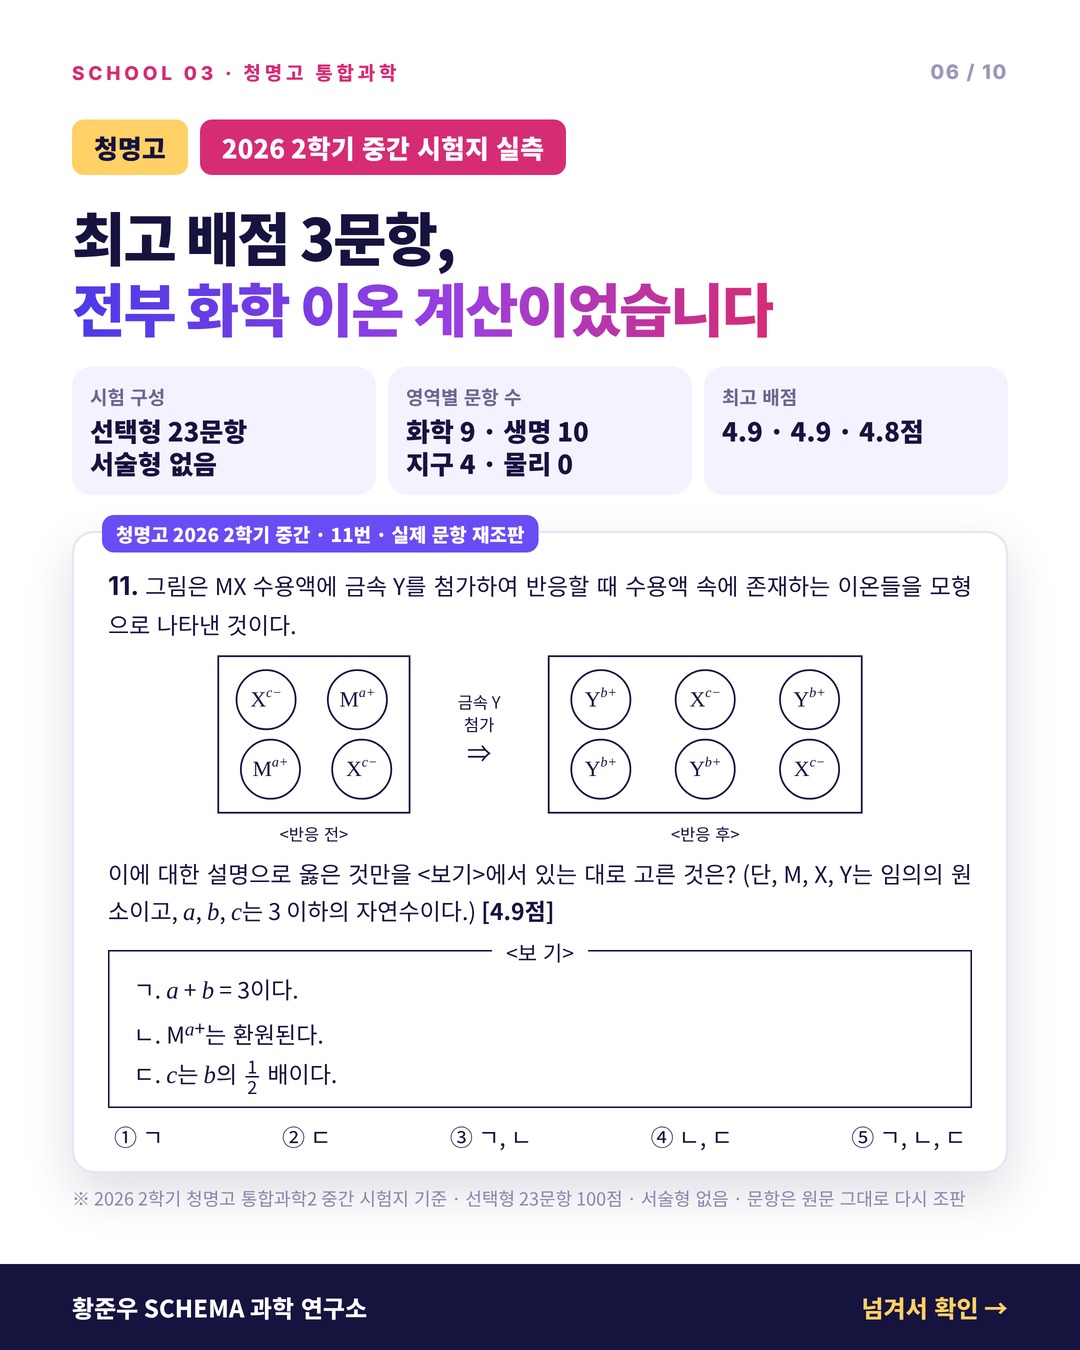 SCHOOL 03 · 청명고 통합과학
06 / 10
청명고
2026 2학기 중간 시험지 실측
최고 배점 3문항,
전부 화학 이온 계산이었습니다
시험 구성
선택형 23문항
서술형 없음
영역별 문항 수
화학 9 · 생명 10
지구 4 · 물리 0
최고 배점
4.9 · 4.9 · 4.8점
청명고 2026 2학기 중간 · 11번 · 실제 문항 재조판
11. 그림은 MX 수용액에 금속 Y를 첨가하여 반응할 때 수용액 속에 존재하는 이온들을 모형
으로 나타낸 것이다.
X^{c−} M^{a+}
M^{a+} X^{c−}
<반응 전>
금속 Y
첨가
⇒
Y^{b+} X^{c−} Y^{b+}
Y^{b+} Y^{b+} X^{c−}
<반응 후>
이에 대한 설명으로 옳은 것만을 <보기>에서 있는 대로 고른 것은? (단, M, X, Y는 임의의 원
소이고, a, b, c는 3 이하의 자연수이다.) [4.9점]
<보 기>
ㄱ. a + b = 3이다.
ㄴ. M^{a+}는 환원된다.
ㄷ. c는 b의 1/2 배이다.
① ㄱ ② ㄷ ③ ㄱ, ㄴ ④ ㄴ, ㄷ ⑤ ㄱ, ㄴ, ㄷ
※ 2026 2학기 청명고 통합과학2 중간 시험지 기준 · 선택형 23문항 100점 · 서술형 없음 · 문항은 원문 그대로 다시 조판
황준우 SCHEMA 과학 연구소
넘겨서 확인 →